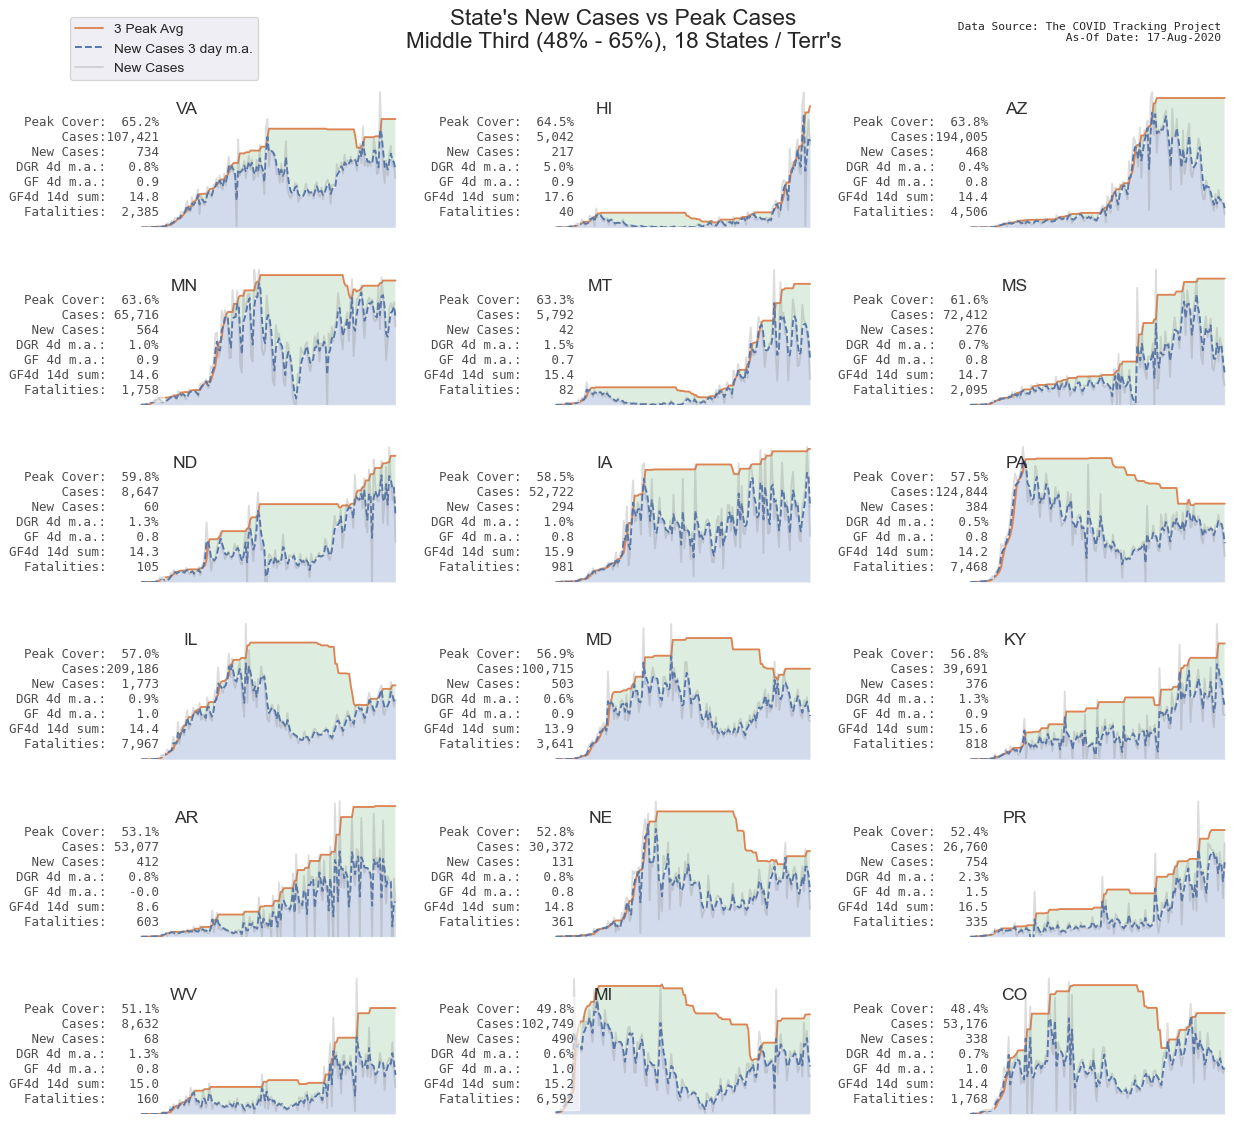 State's New Cases vs Peak Cases
Middle Third (48% - 65%), 18 States / Terr's
3 Peak Avg
New Cases 3 day m.a.
New Cases
Data Source: The COVID Tracking Project
As-Of Date: 17-Aug-2020
VA
Peak Cover: 65.2%
Cases:107,421
New Cases: 734
DGR 4d m.a.: 0.8%
GF 4d m.a.: 0.9
GF4d 14d sum: 14.8
Fatalities: 2,385
HI
Peak Cover: 64.5%
Cases: 5,042
New Cases: 217
DGR 4d m.a.: 5.0%
GF 4d m.a.: 0.9
GF4d 14d sum: 17.6
Fatalities: 40
AZ
Peak Cover: 63.8%
Cases:194,005
New Cases: 468
DGR 4d m.a.: 0.4%
GF 4d m.a.: 0.8
GF4d 14d sum: 14.4
Fatalities: 4,506
MN
Peak Cover: 63.6%
Cases: 65,716
New Cases: 564
DGR 4d m.a.: 1.0%
GF 4d m.a.: 0.9
GF4d 14d sum: 14.6
Fatalities: 1,758
MT
Peak Cover: 63.3%
Cases: 5,792
New Cases: 42
DGR 4d m.a.: 1.5%
GF 4d m.a.: 0.7
GF4d 14d sum: 15.4
Fatalities: 82
MS
Peak Cover: 61.6%
Cases: 72,412
New Cases: 276
DGR 4d m.a.: 0.7%
GF 4d m.a.: 0.8
GF4d 14d sum: 14.7
Fatalities: 2,095
ND
Peak Cover: 59.8%
Cases: 8,647
New Cases: 60
DGR 4d m.a.: 1.3%
GF 4d m.a.: 0.8
GF4d 14d sum: 14.3
Fatalities: 105
IA
Peak Cover: 58.5%
Cases: 52,722
New Cases: 294
DGR 4d m.a.: 1.0%
GF 4d m.a.: 0.8
GF4d 14d sum: 15.9
Fatalities: 981
PA
Peak Cover: 57.5%
Cases:124,844
New Cases: 384
DGR 4d m.a.: 0.5%
GF 4d m.a.: 0.8
GF4d 14d sum: 14.2
Fatalities: 7,468
IL
Peak Cover: 57.0%
Cases:209,186
New Cases: 1,773
DGR 4d m.a.: 0.9%
GF 4d m.a.: 1.0
GF4d 14d sum: 14.4
Fatalities: 7,967
MD
Peak Cover: 56.9%
Cases:100,715
New Cases: 503
DGR 4d m.a.: 0.6%
GF 4d m.a.: 0.9
GF4d 14d sum: 13.9
Fatalities: 3,641
KY
Peak Cover: 56.8%
Cases: 39,691
New Cases: 376
DGR 4d m.a.: 1.3%
GF 4d m.a.: 0.9
GF4d 14d sum: 15.6
Fatalities: 818
AR
Peak Cover: 53.1%
Cases: 53,077
New Cases: 412
DGR 4d m.a.: 0.8%
GF 4d m.a.: -0.0
GF4d 14d sum: 8.6
Fatalities: 603
NE
Peak Cover: 52.8%
Cases: 30,372
New Cases: 131
DGR 4d m.a.: 0.8%
GF 4d m.a.: 0.8
GF4d 14d sum: 14.8
Fatalities: 361
PR
Peak Cover: 52.4%
Cases: 26,760
New Cases: 754
DGR 4d m.a.: 2.3%
GF 4d m.a.: 1.5
GF4d 14d sum: 16.5
Fatalities: 335
WV
Peak Cover: 51.1%
Cases: 8,632
New Cases: 68
DGR 4d m.a.: 1.3%
GF 4d m.a.: 0.8
GF4d 14d sum: 15.0
Fatalities: 160
MI
Peak Cover: 49.8%
Cases:102,749
New Cases: 490
DGR 4d m.a.: 0.6%
GF 4d m.a.: 1.0
GF4d 14d sum: 15.2
Fatalities: 6,592
CO
Peak Cover: 48.4%
Cases: 53,176
New Cases: 338
DGR 4d m.a.: 0.7%
GF 4d m.a.: 1.0
GF4d 14d sum: 14.4
Fatalities: 1,768